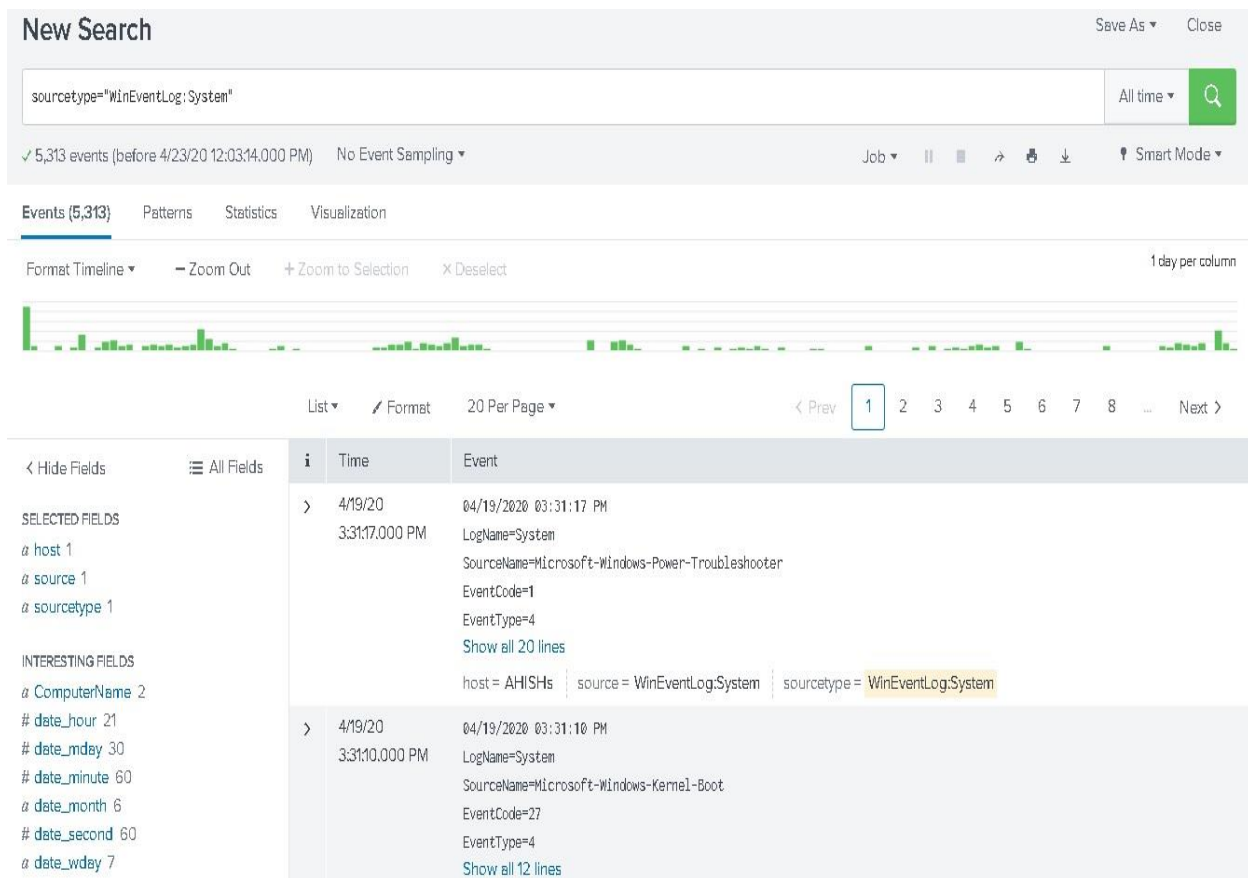 New Search
Save As Close
sourcetype="WinEventLog:System"
All time
5,313 events (before 4/23/20 12:03:14.000 PM) No Event Sampling Job Smart Mode
Events (5,313) Patterns Statistics Visualization
Format Timeline — Zoom Out + Zoom to Selection × Deselect 1 day per column
List Format 20 Per Page < Prev 1 2 3 4 5 6 7 8 ... Next >
< Hide Fields All Fields
i Time Event
SELECTED FIELDS
a host 1
a source 1
a sourcetype 1
INTERESTING FIELDS
a ComputerName 2
# date_hour 21
# date_mday 30
# date_minute 60
a date_month 6
# date_second 60
a date_wday 7
> 4/19/20
3:31:17.000 PM
04/19/2020 03:31:17 PM
LogName=System
SourceName=Microsoft-Windows-Power-Troubleshooter
EventCode=1
EventType=4
Show all 20 lines
host = AHISHs source = WinEventLog:System sourcetype = WinEventLog:System
> 4/19/20
3:31:10.000 PM
04/19/2020 03:31:10 PM
LogName=System
SourceName=Microsoft-Windows-Kernel-Boot
EventCode=27
EventType=4
Show all 12 lines